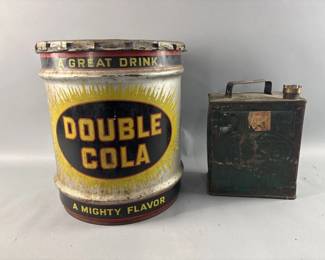 A GREAT DRINK
DOUBLE
COLA
A MIGHTY FLAVOR